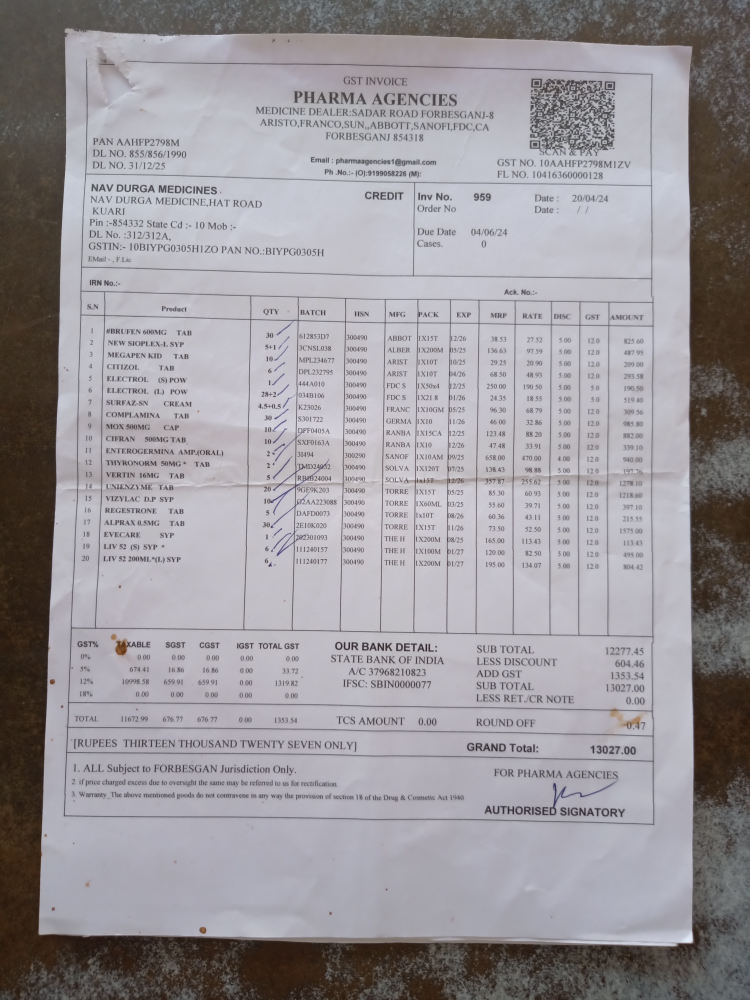 GST INVOICE
PHARMA AGENCIES
MEDICINE DEALER:SADAR ROAD FORBESGANJ-8
ARISTO,FRANCO,SUN,,ABBOTT,SANOFI,FDC,CA
FORBESGANJ 854318
PAN AAHFP2798M
DL NO. 855/856/1990
DL NO. 31/12/25
Email : pharmaagencies1@gmail.com
Ph .No.:- (O):9199058226 (M):
SCAN & PAY
GST NO. 10AAHFP2798M1ZV
FL NO. 10416360000128
NAV DURGA MEDICINES
NAV DURGA MEDICINE,HAT ROAD
KUARI
Pin :-854332 State Cd :- 10 Mob :-
DL No. :312/312A,
GSTIN:- 10BIYPG0305H1ZO PAN NO.:BIYPG0305H
EMail - , F.Lic
CREDIT
Inv No. 959 Date : 20/04/24
Order No Date : / /
Due Date 04/06/24
Cases. 0
IRN No.:- Ack. No.:-
S.N Product QTY BATCH HSN MFG PACK EXP MRP RATE DISC GST AMOUNT
1 #BRUFEN 600MG TAB 30 612853D7 300490 ABBOT 1X15T 12/26 38.53 27.52 5.00 12.0 825.60
2 NEW SIOPLEX-L SYP 5+1 3CNSL038 300490 ALBER 1X200M 05/25 136.63 97.59 5.00 12.0 487.95
3 MEGAPEN KID TAB 10 MPL234677 300490 ARIST 1X10T 10/25 29.25 20.90 5.00 12.0 209.00
4 CITIZOL TAB 6 DPL232795 300490 ARIST 1X10T 04/26 68.50 48.93 5.00 12.0 293.58
5 ELECTROL (S) POW 1 444A010 300490 FDC S 1X50x4 12/25 250.00 190.50 5.00 5.0 190.50
6 ELECTROL (L) POW 28+2 034B106 300490 FDC S 1X21.8 01/26 24.35 18.55 5.00 5.0 519.40
7 SURFAZ-SN CREAM 4.5+0.5 K23026 300490 FRANC 1X10GM 05/25 96.30 68.79 5.00 12.0 309.56
8 COMPLAMINA TAB 30 S301722 300490 GERMA 1X10 11/26 46.00 32.86 5.00 12.0 985.80
9 MOX 500MG CAP 10 DFF0405A 300490 RANBA 1X15CA 12/25 123.48 88.20 5.00 12.0 882.00
10 CIFRAN 500MG TAB 10 SXF0163A 300490 RANBA 1X10 12/26 47.48 33.91 5.00 12.0 339.10
11 ENTEROGERMINA AMP.(ORAL) 2 3I494 300290 SANOF 1X10AM 09/25 658.00 470.00 4.00 12.0 940.00
12 THYRONORM 50MG * TAB 2 TMD24052 300490 SOLVA 1X120T 07/25 138.43 98.88 5.00 12.0 197.76
13 VERTIN 16MG TAB 5 RBIB24004 300490 SOLVA 1x15T 12/26 357.87 255.62 5.00 12.0 1278.10
14 UNIENZYME TAB 20 9GE9K203 300490 TORRE 1X15T 05/25 85.30 60.93 5.00 12.0 1218.60
15 VIZYLAC D.P SYP 10 G2AA223088 300490 TORRE 1X60ML 03/25 55.60 39.71 5.00 12.0 397.10
16 REGESTRONE TAB 5 DAFD0073 300490 TORRE 1x10T 08/26 60.36 43.11 5.00 12.0 215.55
17 ALPRAX 0.5MG TAB 30 2E10K020 300490 TORRE 1X15T 11/26 73.50 52.50 5.00 12.0 1575.00
18 EVECARE SYP 1 202301093 300490 THE H 1X200M 08/25 165.00 113.43 5.00 12.0 113.43
19 LIV 52 (S) SYP * 6 111240157 300490 THE H 1X100M 01/27 120.00 82.50 5.00 12.0 495.00
20 LIV 52 200ML*(L) SYP 6 111240177 300490 THE H 1X200M 01/27 195.00 134.07 5.00 12.0 804.42
GST% TAXABLE SGST CGST IGST TOTAL GST
0% 0.00 0.00 0.00 0.00 0.00
5% 674.41 16.86 16.86 0.00 33.72
12% 10998.58 659.91 659.91 0.00 1319.82
18% 0.00 0.00 0.00 0.00 0.00
TOTAL 11672.99 676.77 676.77 0.00 1353.54
OUR BANK DETAIL:
STATE BANK OF INDIA
A/C 37968210823
IFSC: SBIN0000077
TCS AMOUNT 0.00
SUB TOTAL 12277.45
LESS DISCOUNT 604.46
ADD GST 1353.54
SUB TOTAL 13027.00
LESS RET./CR NOTE 0.00
ROUND OFF 0.47
[RUPEES THIRTEEN THOUSAND TWENTY SEVEN ONLY]
GRAND Total: 13027.00
1. ALL Subject to FORBESGAN Jurisdiction Only.
2. if price charged excess due to oversight the same may be referred to us for rectification.
3. Warranty_The above mentioned goods do not contravene in any way the provision of section 18 of the Drug & Cosmetic Act 1940
FOR PHARMA AGENCIES
AUTHORISED SIGNATORY